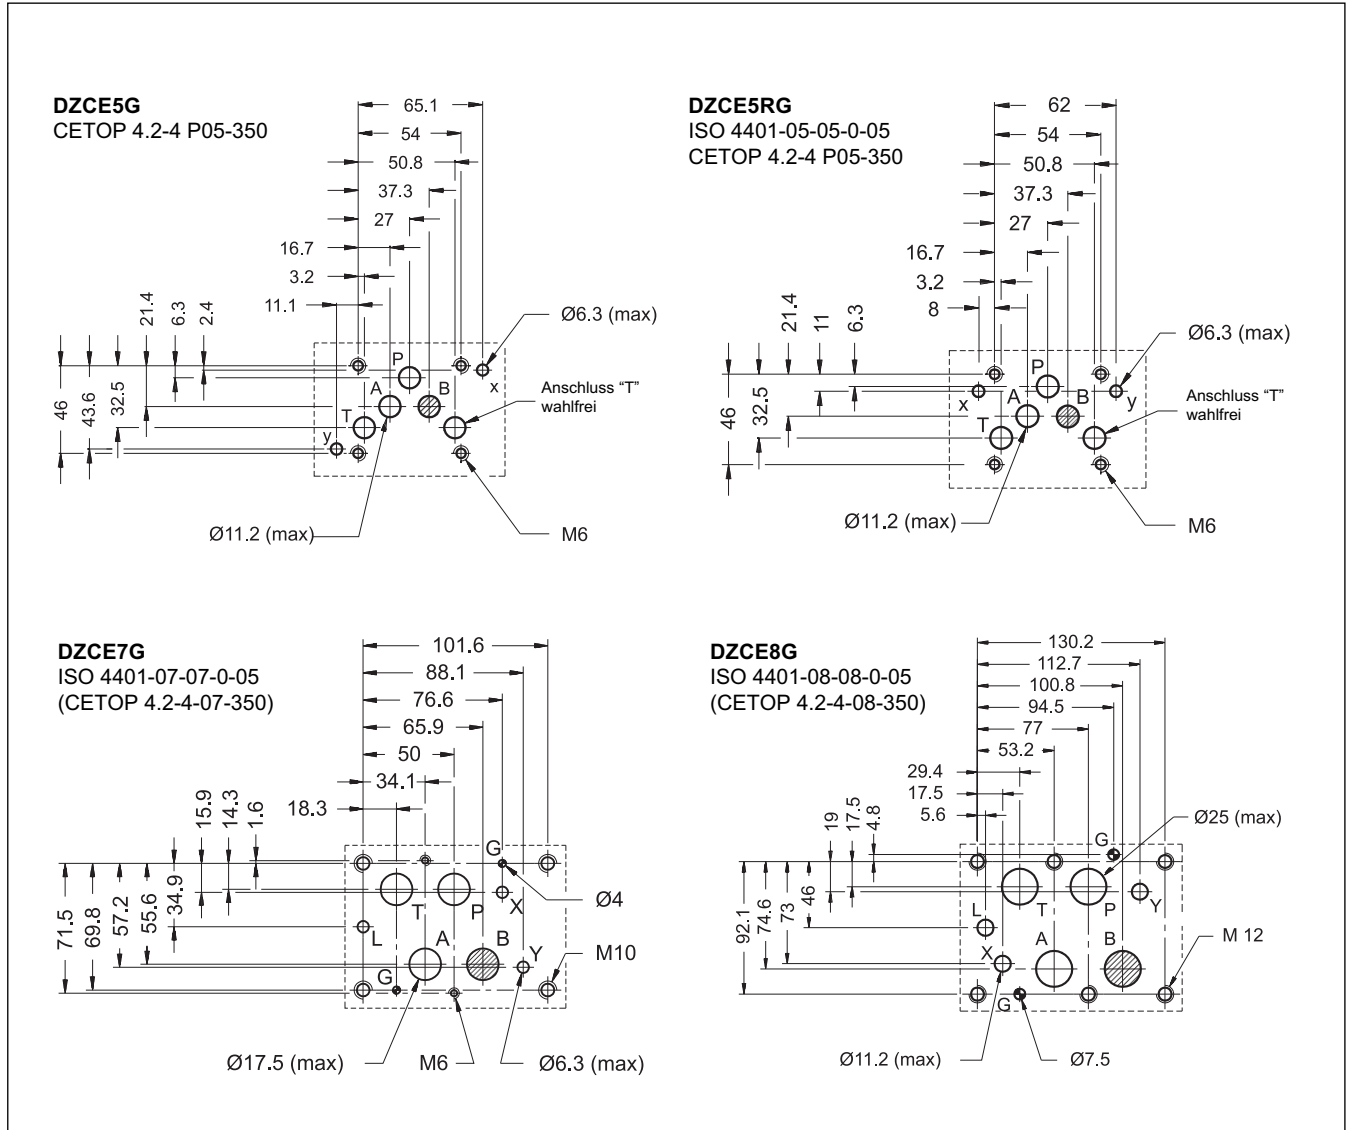 DZCE5G
CETOP 4.2-4 P05-350
65.1
54
50.8
37.3
27
16.7
3.2
11.1
21.4
6.3
2.4
46
43.6
32.5
P
A
B
T
x
y
Ø6.3 (max)
Anschluss “T”
wahlfrei
Ø11.2 (max)
M6
DZCE5RG
ISO 4401-05-05-0-05
CETOP 4.2-4 P05-350
62
54
50.8
37.3
27
16.7
3.2
8
21.4
11
6.3
46
32.5
P
A
B
T
x
y
Ø6.3 (max)
Anschluss “T”
wahlfrei
Ø11.2 (max)
M6
DZCE7G
ISO 4401-07-07-0-05
(CETOP 4.2-4-07-350)
101.6
88.1
76.6
65.9
50
34.1
18.3
15.9
14.3
1.6
71.5
69.8
57.2
55.6
34.9
G
T
P
X
L
A
B
Y
G
Ø4
M10
Ø17.5 (max)
M6
Ø6.3 (max)
DZCE8G
ISO 4401-08-08-0-05
(CETOP 4.2-4-08-350)
130.2
112.7
100.8
94.5
77
53.2
29.4
17.5
5.6
19
17.5
4.8
92.1
74.6
73
46
G
L
T
P
Y
X
A
B
G
Ø25 (max)
M 12
Ø11.2 (max)
Ø7.5